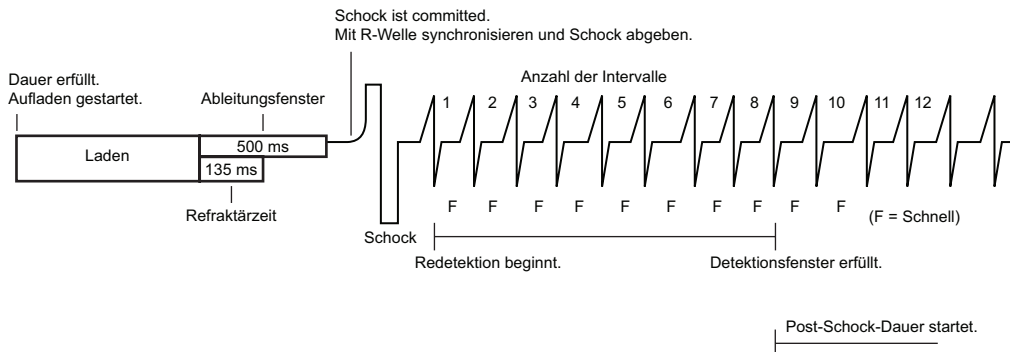 Schock ist committed.
Mit R-Welle synchronisieren und Schock abgeben.
Dauer erfüllt.
Aufladen gestartet.
Ableitungsfenster
Anzahl der Intervalle
1 2 3 4 5 6 7 8 9 10 11 12
Laden
500 ms
135 ms
Refraktärzeit
F F F F F F F F F F
(F = Schnell)
Schock
Redetektion beginnt.
Detektionsfenster erfüllt.
Post-Schock-Dauer startet.